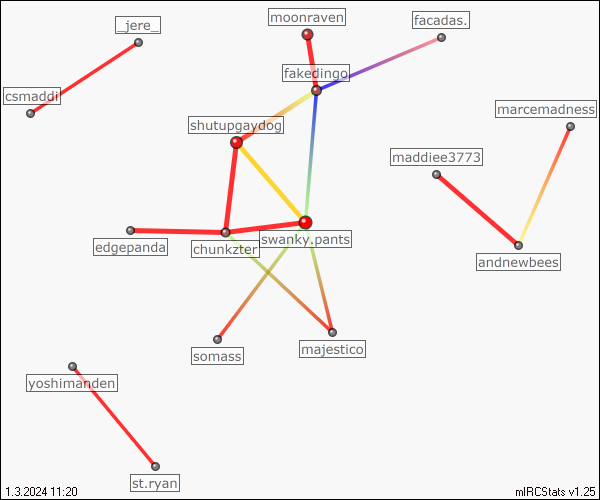 moonraven
_jere_
facadas.
fakedingo
csmaddi
marcemadness
shutupgaydog
maddiee3773
edgepanda
chunkzter
swanky.pants
andnewbees
somass
majestico
yoshimanden
st.ryan
1.3.2024 11:20
mIRCStats v1.25